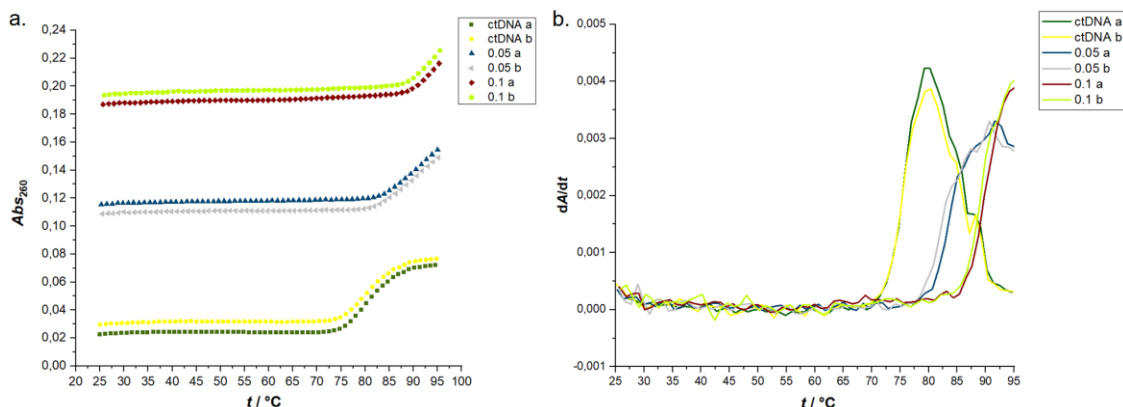 a.
0,24
0,22
0,20
0,18
0,16
0,14
0,12
0,10
0,08
0,06
0,04
0,02
0,00
Abs260
20 25 30 35 40 45 50 55 60 65 70 75 80 85 90 95 100
t / °C
ctDNA a
ctDNA b
0.05 a
0.05 b
0.1 a
0.1 b
b.
0,005
0,004
0,003
0,002
0,001
0,000
-0,001
dA/dt
25 30 35 40 45 50 55 60 65 70 75 80 85 90 95
t / °C
ctDNA a
ctDNA b
0.05 a
0.05 b
0.1 a
0.1 b